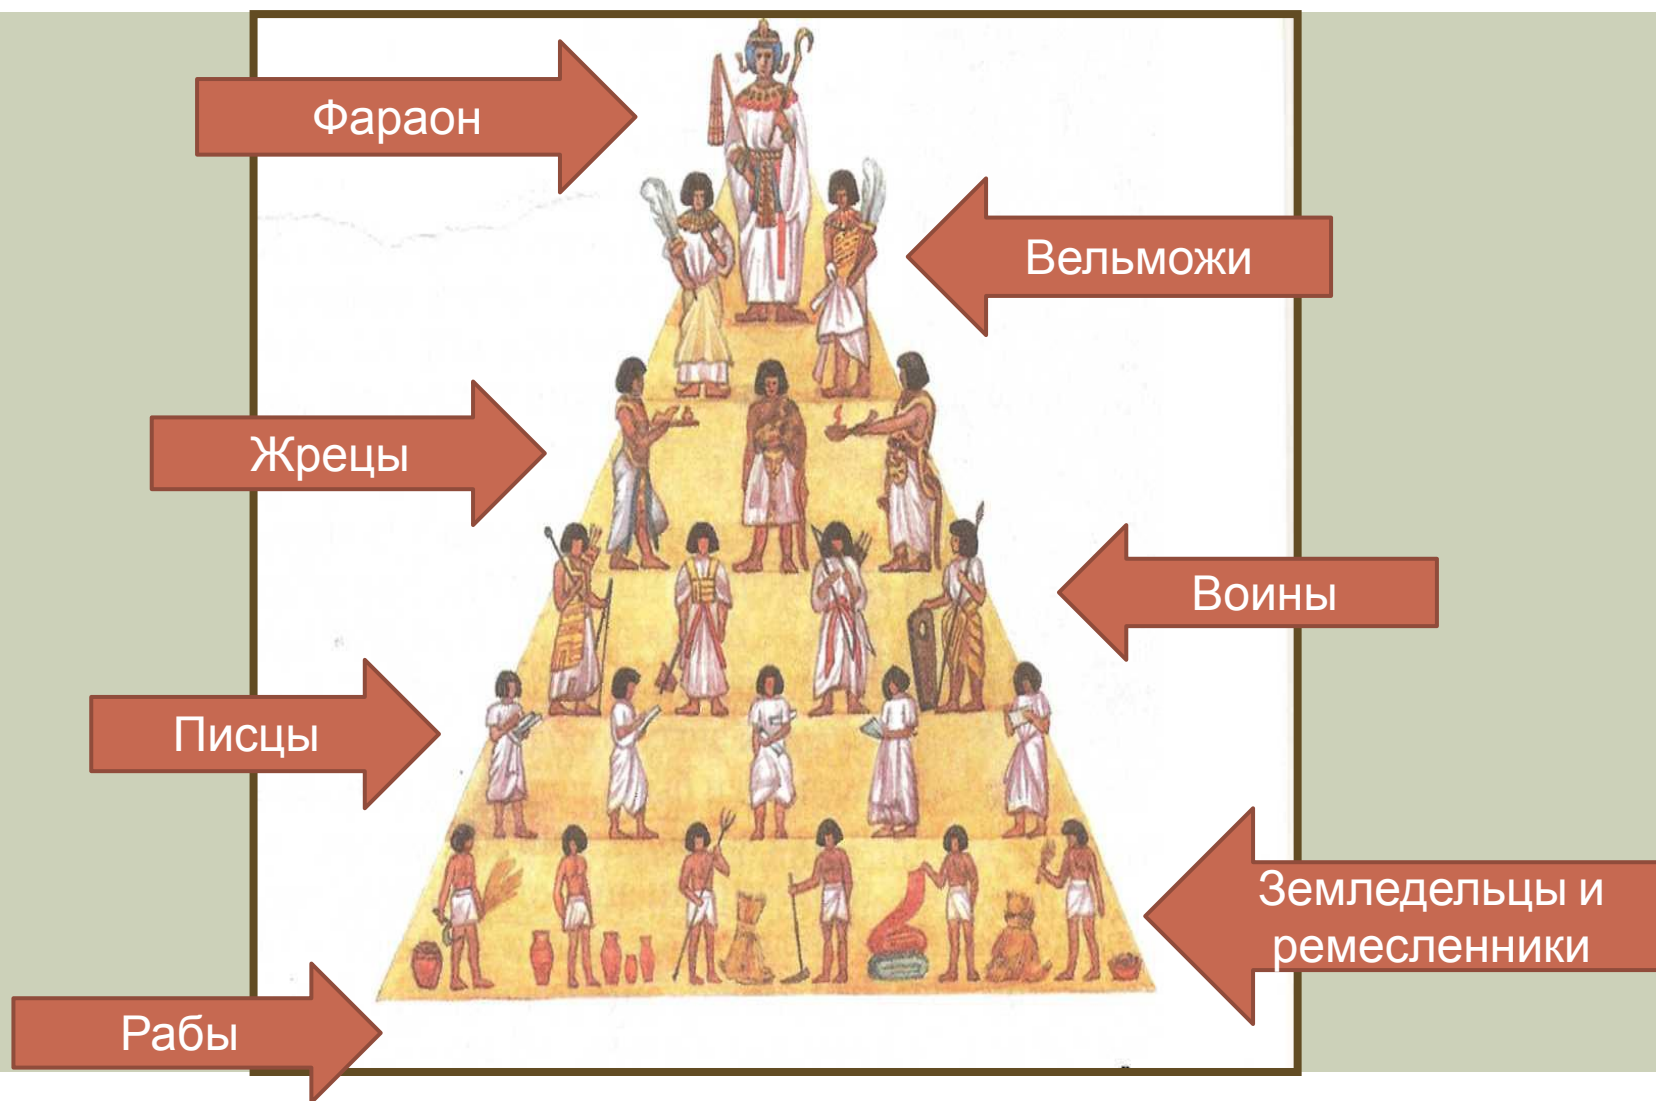 Фараон
Вельможи
Жрецы
Воины
Писцы
Земледельцы и
ремесленники
Рабы